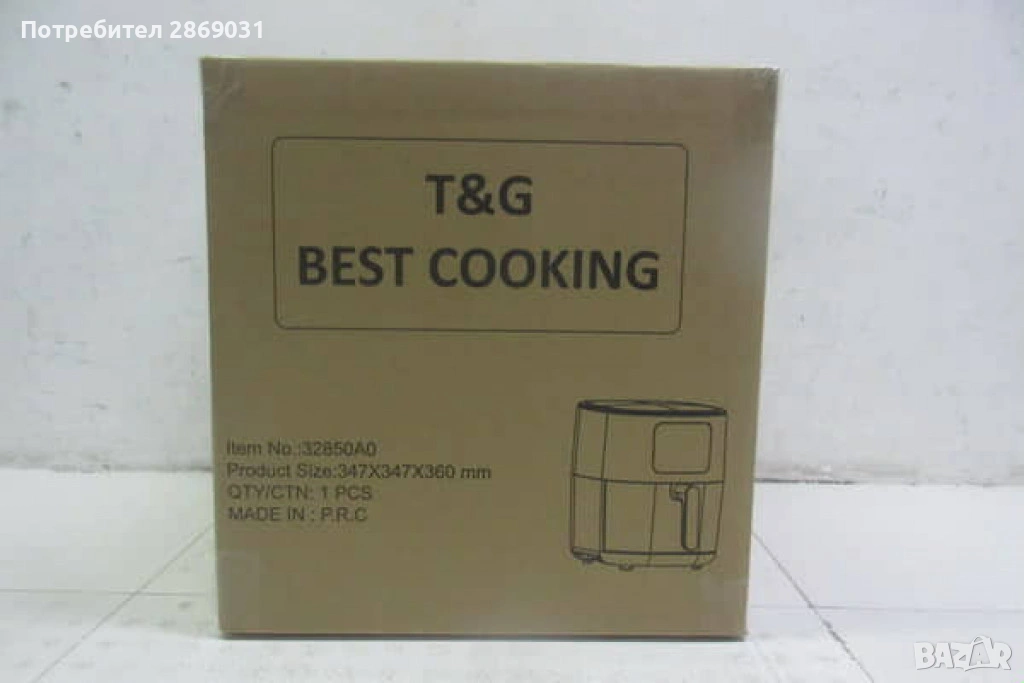 Потребител 2869031
T&G
BEST COOKING
Item No.:32850A0
Product Size:347X347X360 mm
QTY/CTN: 1 PCS
MADE IN : P.R.C
BAZAR